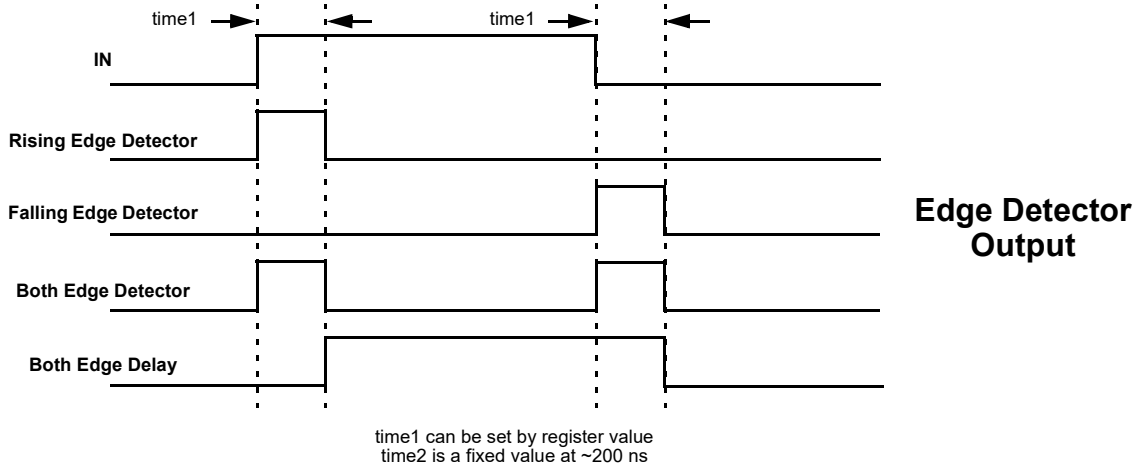 time1
time1
IN
Rising Edge Detector
Falling Edge Detector
Edge Detector
Output
Both Edge Detector
Both Edge Delay
time1 can be set by register value
time2 is a fixed value at ~200 ns